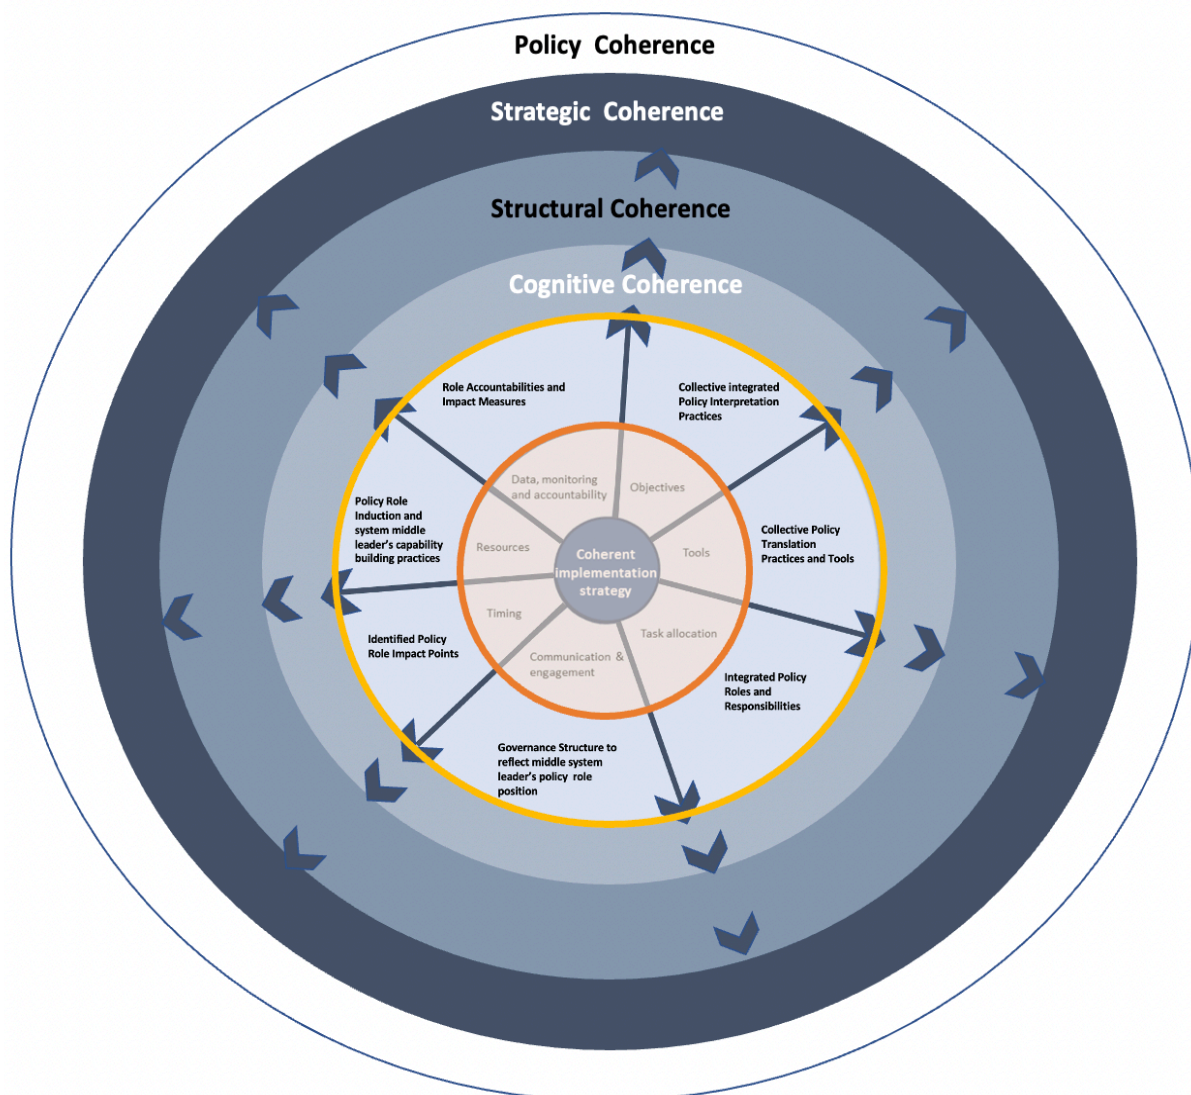 Policy Coherence
Strategic Coherence
Structural Coherence
Cognitive Coherence
Role Accountabilities and
Impact Measures
Collective integrated
Policy Interpretation
Practices
Data, monitoring
and accountability
Objectives
Policy Role
Induction and
system middle
leader's capability
building practices
Resources
Coherent
implementation
strategy
Tools
Collective Policy
Translation
Practices and Tools
Timing
Task allocation
Identified Policy
Role Impact Points
Communication &
engagement
Integrated Policy
Roles and
Responsibilities
Governance Structure to
reflect middle system
leader's policy role
position